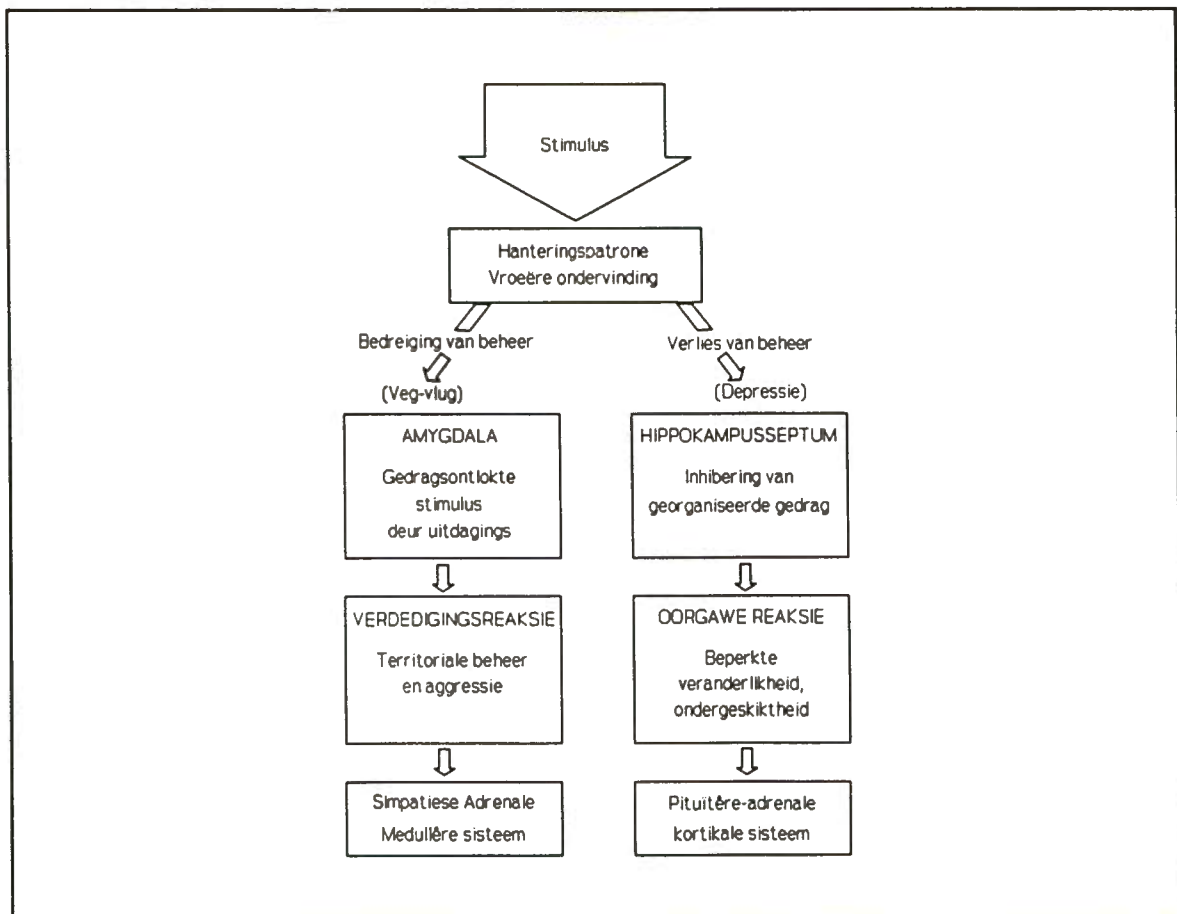 Stimulus
Hanteringspatrone
Vroeëre ondervinding
Bedreiging van beheer
(Veg-vlug)
AMYGDALA
Gedragsontlokte
stimulus
deur uitdagings
VERDEDIGINGSREAKSIE
Territoriale beheer
en aggressie
Simpatiese Adrenale
Medullêre sisteem
Verlies van beheer
(Depressie)
HIPPOKAMPUSSEPTUM
Inhibering van
georganiseerde gedrag
OORGAWE REAKSIE
Beperkte
veranderlikheid,
ondergeskiktheid
Pituïtêre-adrenale
kortikale sisteem